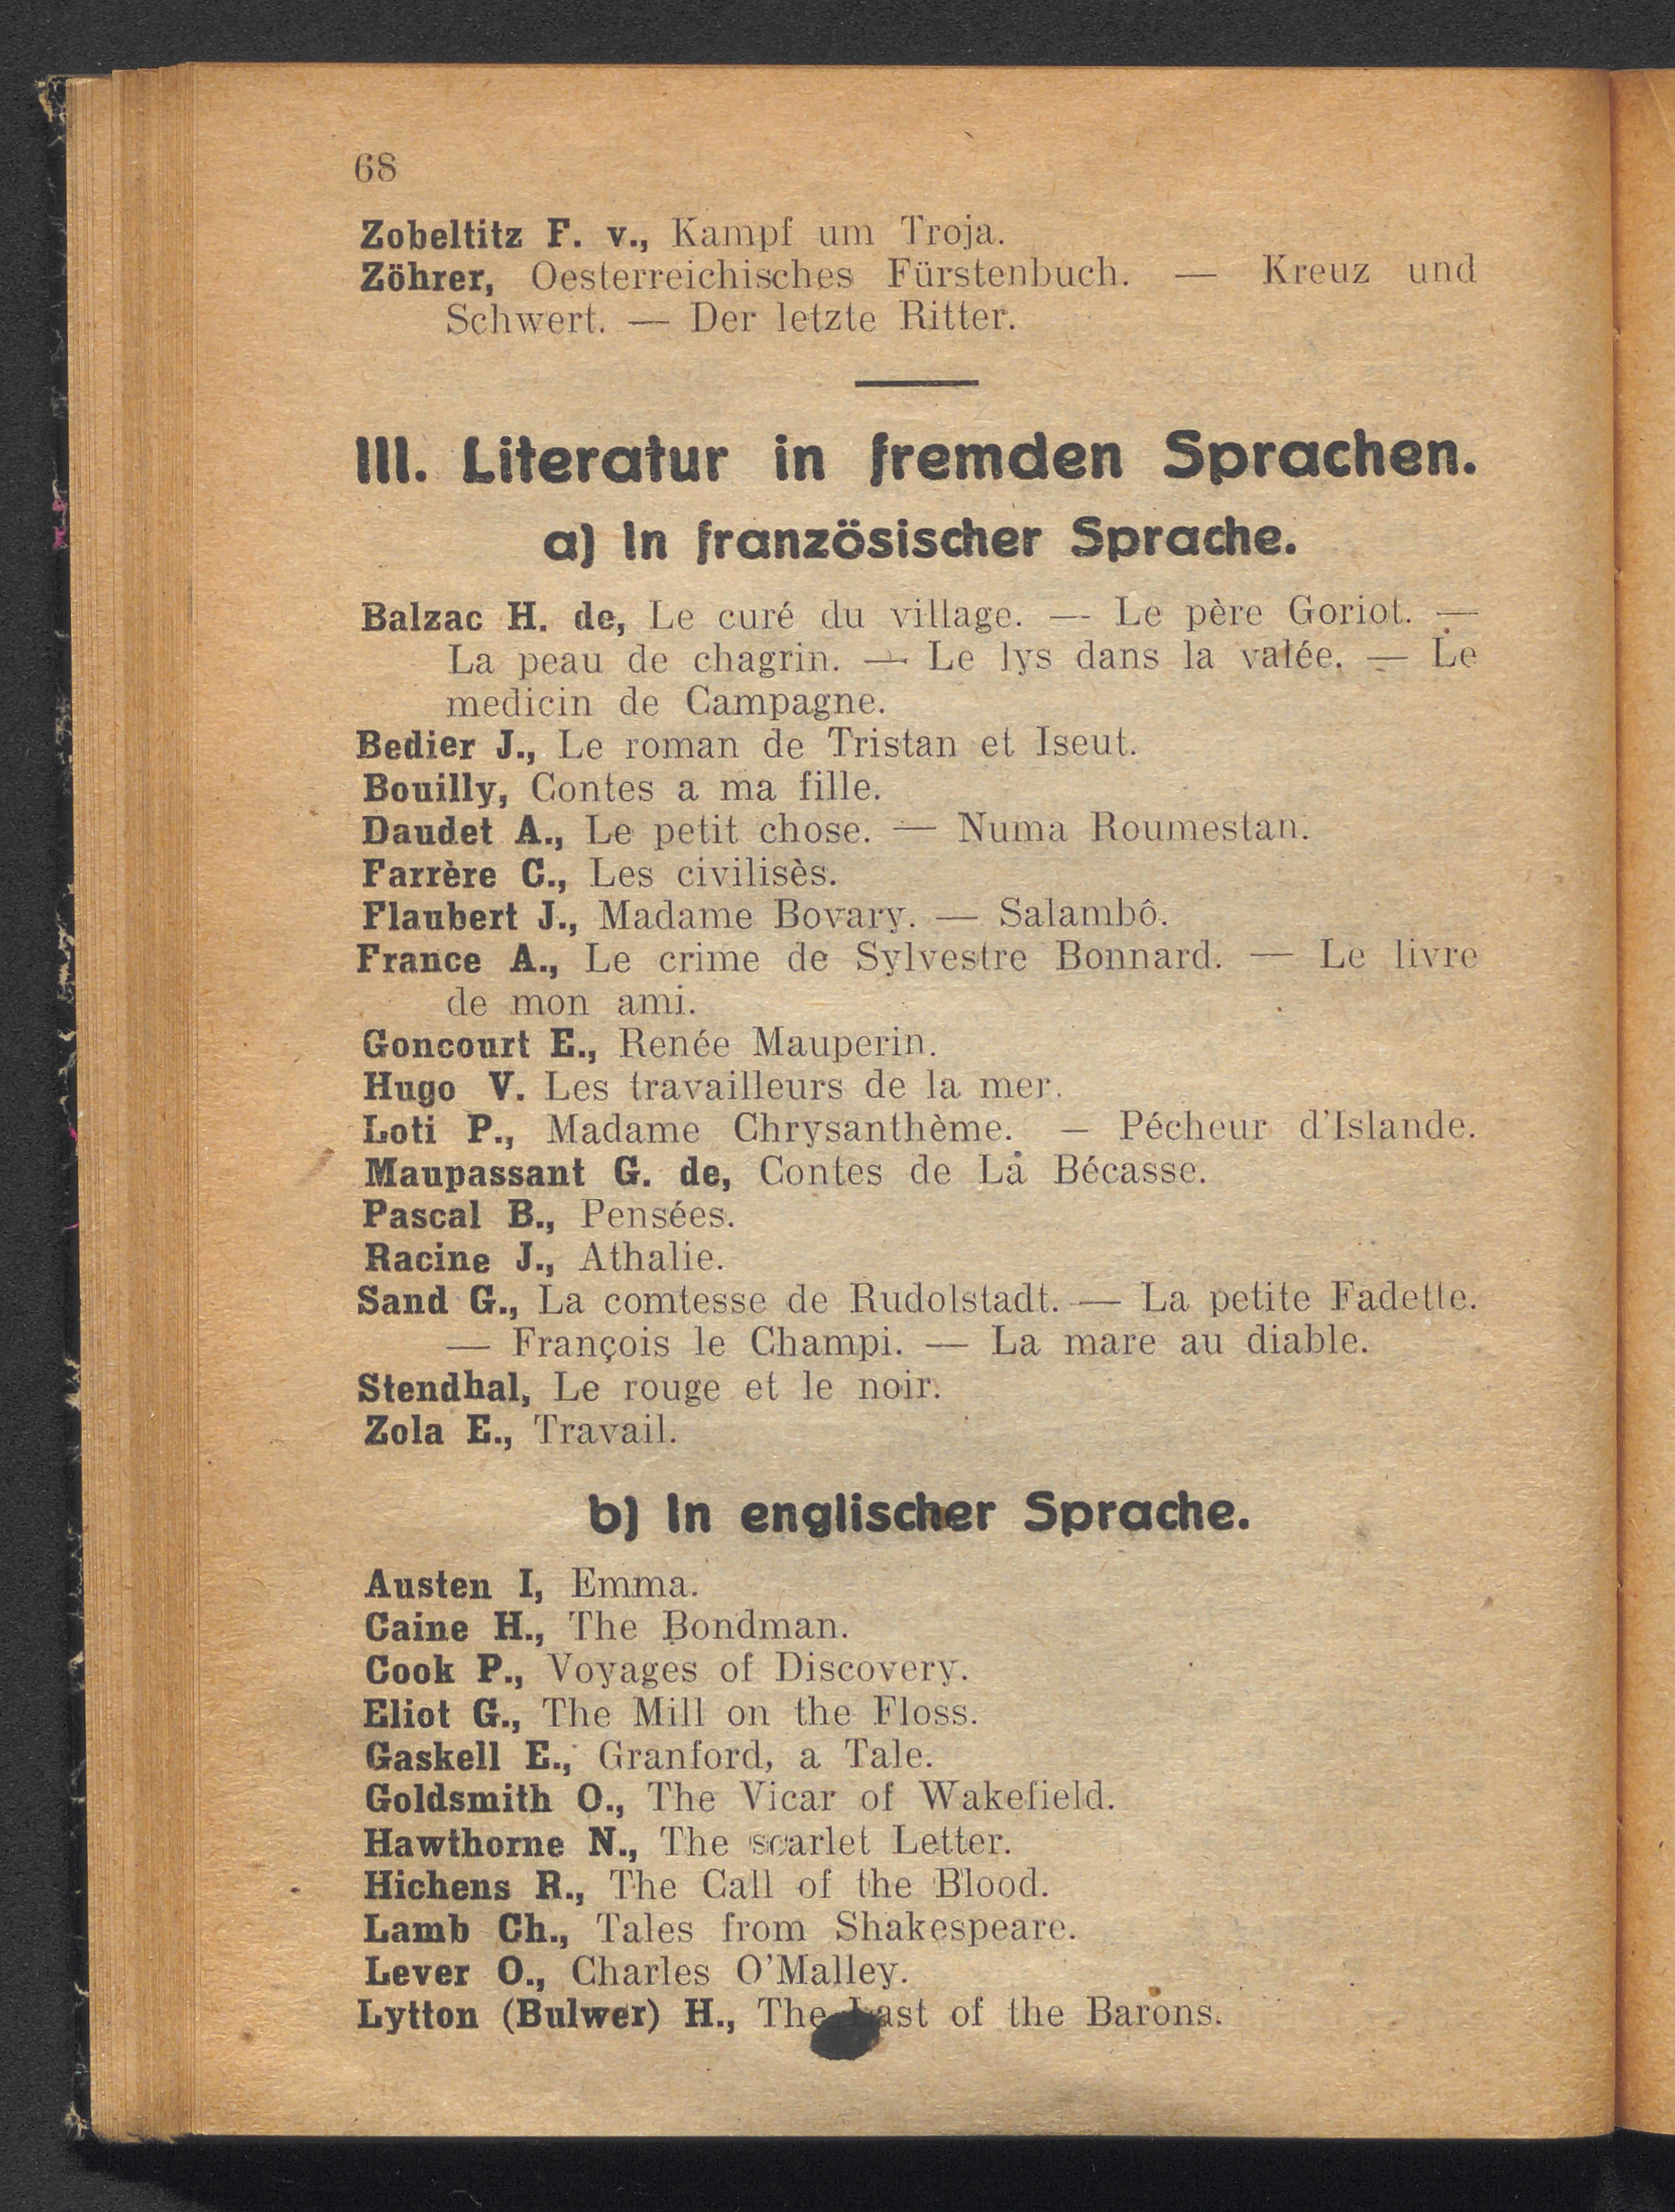 68
Zobeltitz F. v., Kampf um Troja.
Zöhrer, Oesterreichisches Fürstenbuch. — Kreuz und
Schwert. — Der letzte Ritter.
III. Literatur in fremden Sprachen.
a) In französischer Sprache.
Balzac H. de, Le curé du village. — Le père Goriot. —
La peau de chagrin. — Le lys dans la valée. — Le
medicin de Campagne.
Bedier J., Le roman de Tristan et Iseut.
Bouilly, Contes a ma fille.
Daudet A., Le petit chose. — Numa Roumestan.
Farrère C., Les civilisès.
Flaubert J., Madame Bovary. — Salambô.
France A., Le crime de Sylvestre Bonnard. — Le livre
de mon ami.
Goncourt E., Renée Mauperin.
Hugo V. Les travailleurs de la mer.
Loti P., Madame Chrysanthème. — Pécheur d'Islande.
Maupassant G. de, Contes de La Bécasse.
Pascal B., Pensées.
Racine J., Athalie.
Sand G., La comtesse de Rudolstadt. — La petite Fadette.
— François le Champi. — La mare au diable.
Stendhal, Le rouge et le noir.
Zola E., Travail.
b) In englischer Sprache.
Austen I, Emma.
Caine H., The Bondman.
Cook P., Voyages of Discovery.
Eliot G., The Mill on the Floss.
Gaskell E., Granford, a Tale.
Goldsmith O., The Vicar of Wakefield.
Hawthorne N., The scarlet Letter.
Hichens R., The Call of the Blood.
Lamb Ch., Tales from Shakespeare.
Lever O., Charles O'Malley.
Lytton (Bulwer) H., The Last of the Barons.